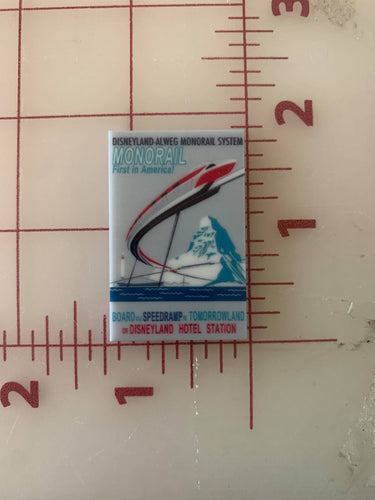 3
DISNEYLAND-ALWEG MONORAIL SYSTEM
MONORAIL
First in America!
2
1
BOARD VIA SPEEDRAMP IN TOMORROWLAND
OR DISNEYLAND HOTEL STATION
2
1